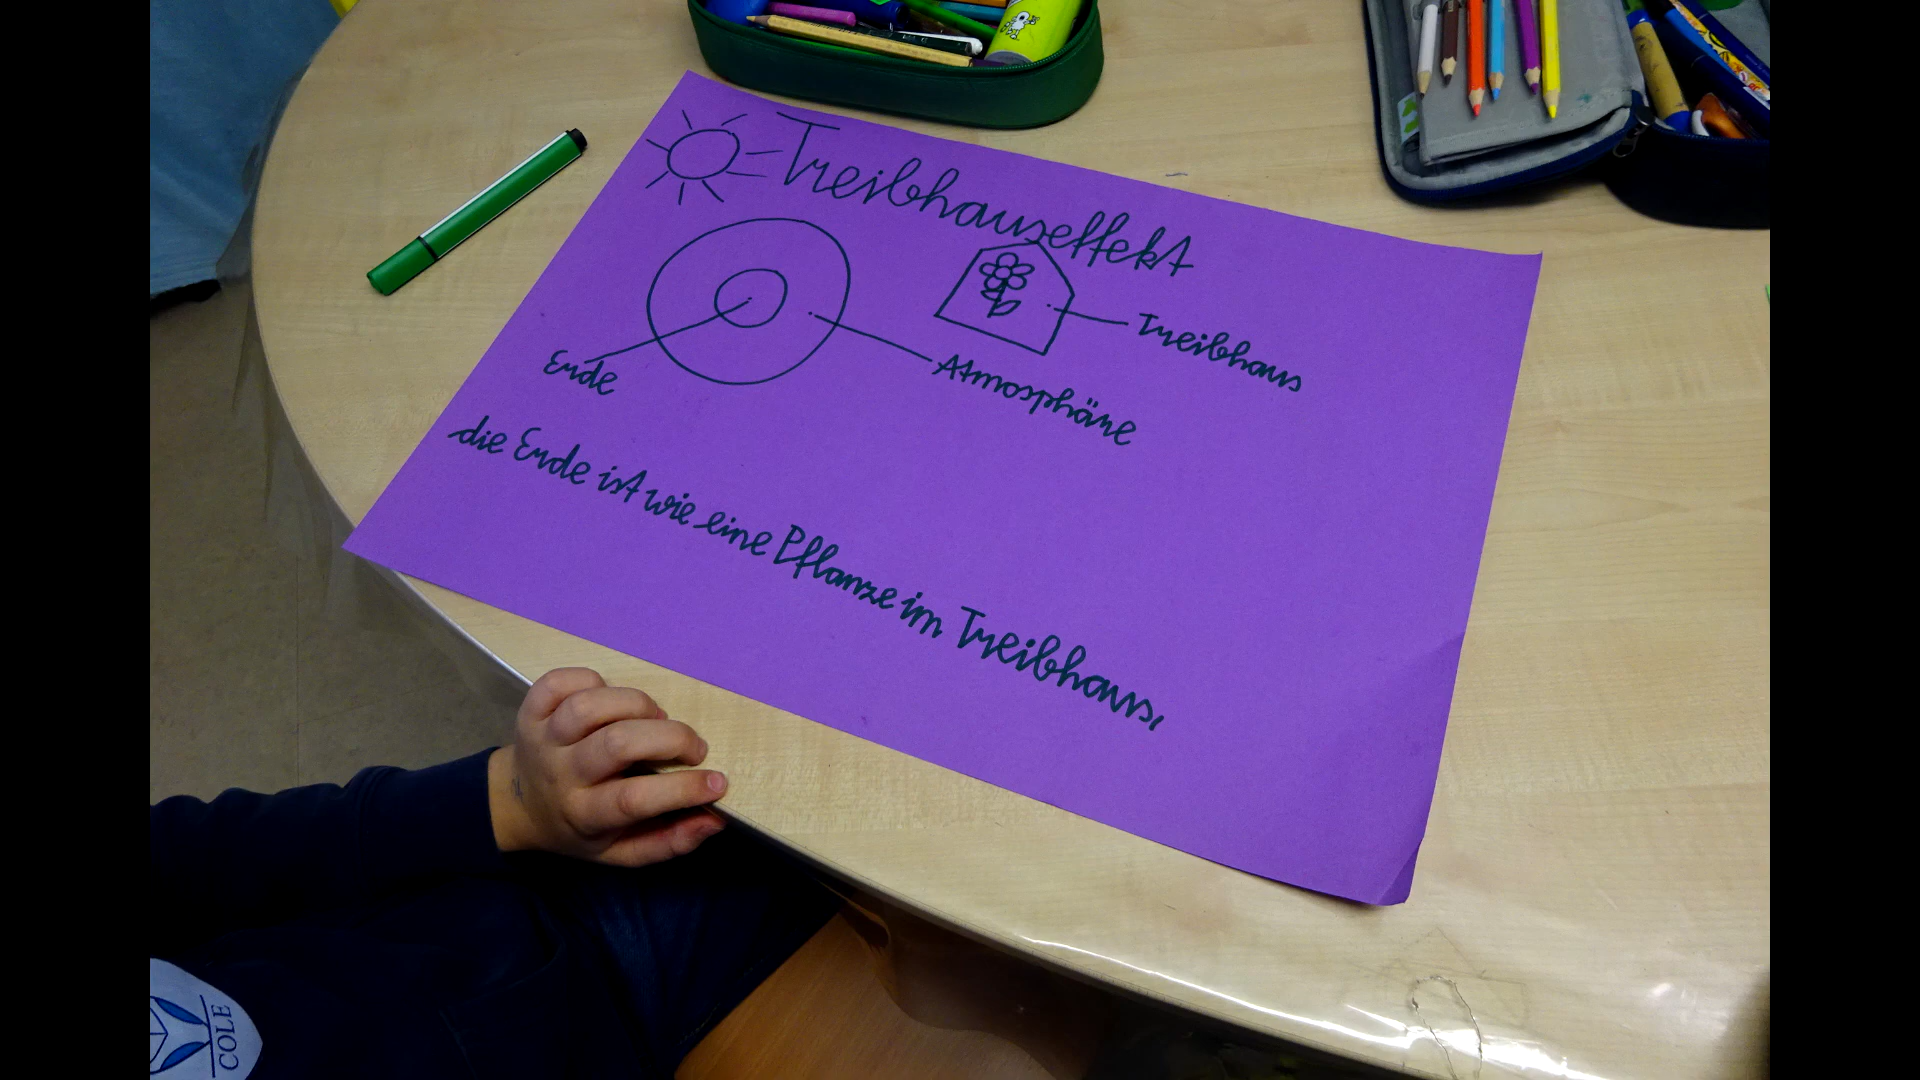 Treibhauseffekt
Treibhaus
Erde
Atmosphäre
die Erde ist wie eine Pflanze im Treibhaus.
COLE